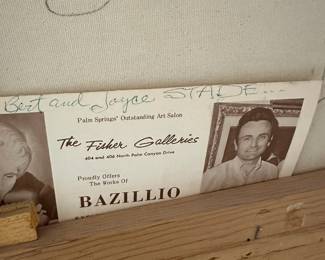 Bert and Joyce STADE...
Palm Springs' Outstanding Art Salon
The Fisher Galleries
404 and 406 North Palm Canyon Drive
Proudly Offers
The Works Of
BAZILLIO